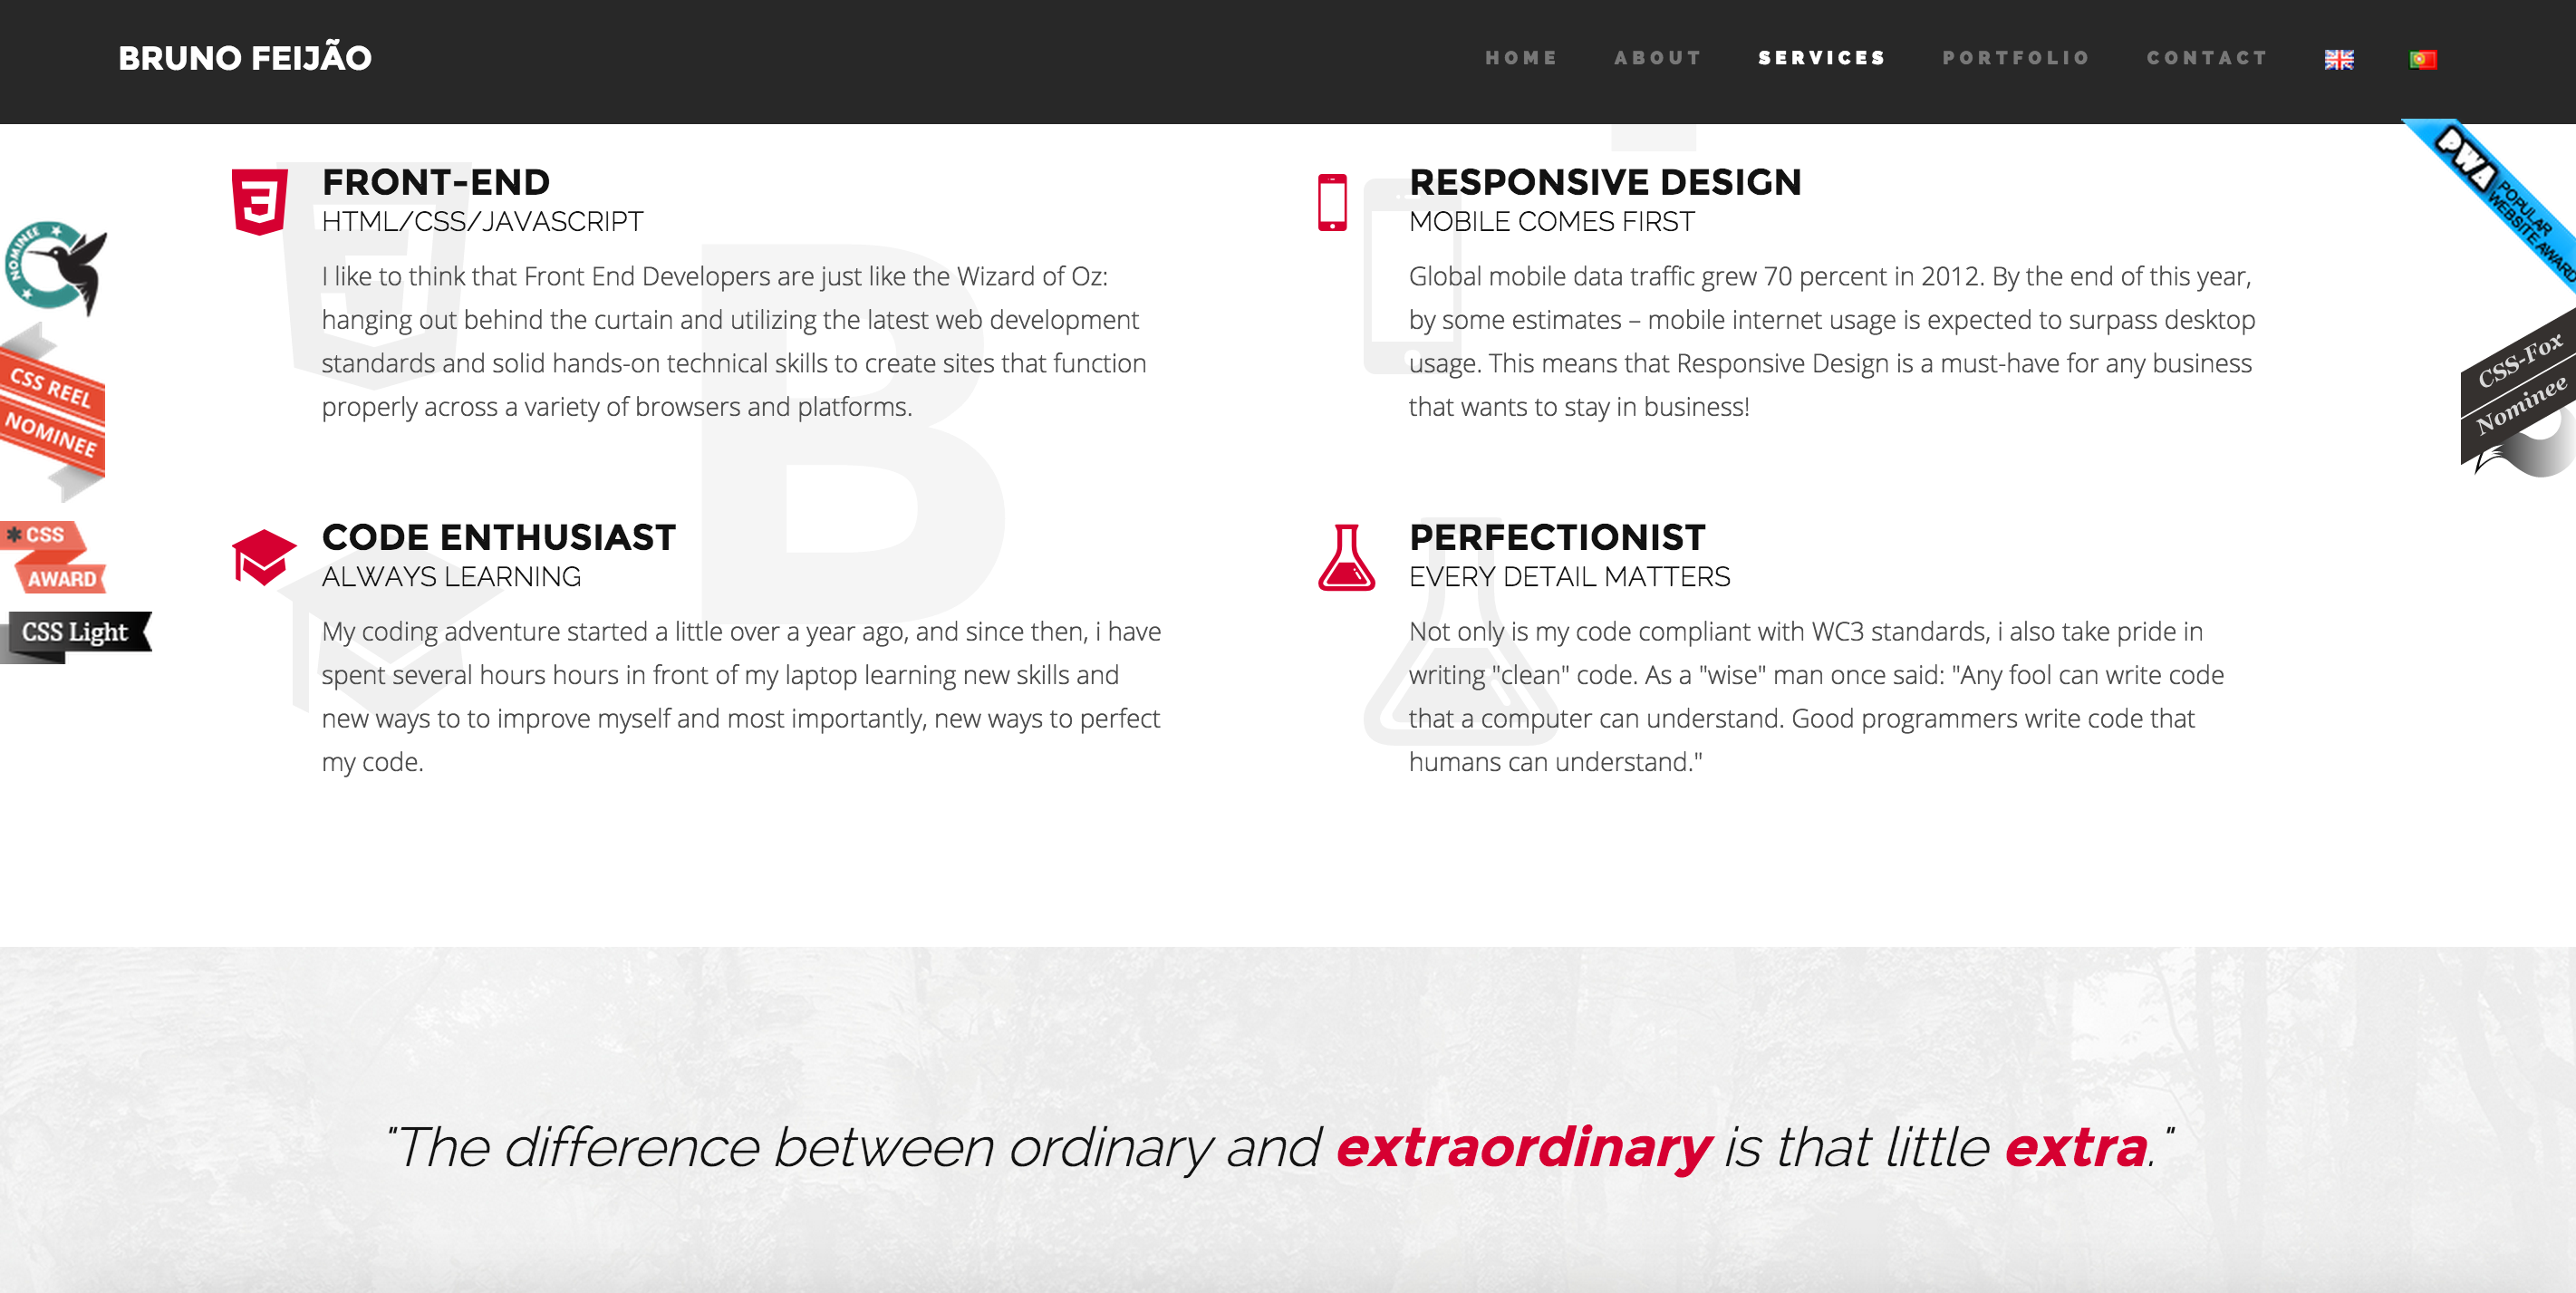 BRUNO FEIJÃO
HOME ABOUT SERVICES PORTFOLIO CONTACT
FRONT-END
HTML/CSS/JAVASCRIPT
I like to think that Front End Developers are just like the Wizard of Oz:
hanging out behind the curtain and utilizing the latest web development
standards and solid hands-on technical skills to create sites that function
properly across a variety of browsers and platforms.
RESPONSIVE DESIGN
MOBILE COMES FIRST
Global mobile data traffic grew 70 percent in 2012. By the end of this year,
by some estimates – mobile internet usage is expected to surpass desktop
usage. This means that Responsive Design is a must-have for any business
that wants to stay in business!
CODE ENTHUSIAST
ALWAYS LEARNING
My coding adventure started a little over a year ago, and since then, i have
spent several hours hours in front of my laptop learning new skills and
new ways to to improve myself and most importantly, new ways to perfect
my code.
PERFECTIONIST
EVERY DETAIL MATTERS
Not only is my code compliant with WC3 standards, i also take pride in
writing "clean" code. As a "wise" man once said: "Any fool can write code
that a computer can understand. Good programmers write code that
humans can understand."
B
NOMINEE
CSS REEL
NOMINEE
*CSS
AWARD
CSS Light
PWA
POPULAR
WEBSITE AWARD
CSS-Fox
Nominee
"The difference between ordinary and extraordinary is that little extra."